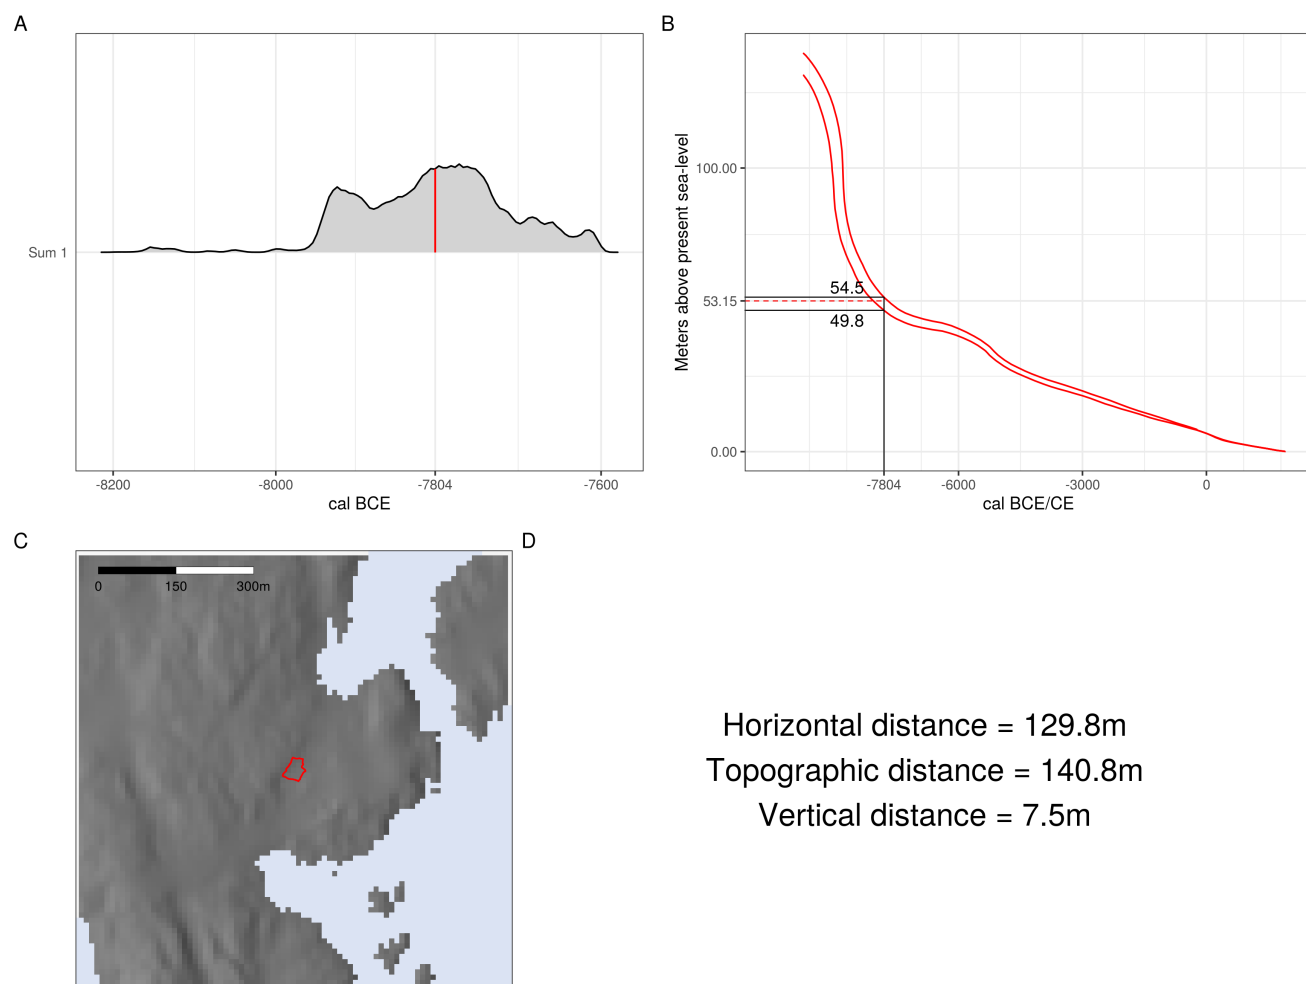 A
Sum 1
-8200
-8000
-7804
-7600
cal BCE
B
Meters above present sea-level
100.00
53.15
0.00
54.5
49.8
-7804
-6000
-3000
0
cal BCE/CE
C
0
150
300m
D
Horizontal distance = 129.8m
Topographic distance = 140.8m
Vertical distance = 7.5m